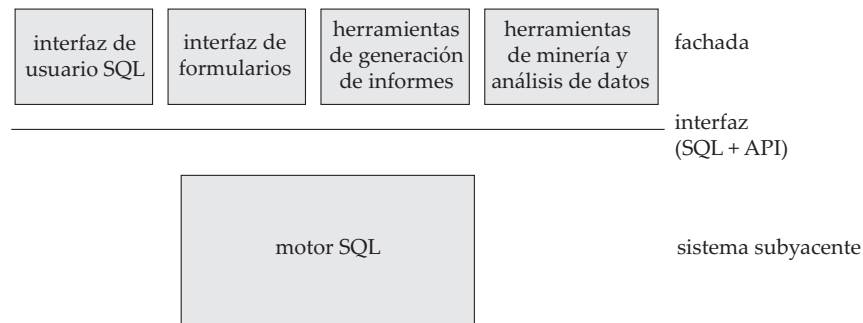 interfaz de
usuario SQL
interfaz de
formularios
herramientas
de generación
de informes
herramientas
de minería y
análisis de datos
fachada
interfaz
(SQL + API)
motor SQL
sistema subyacente